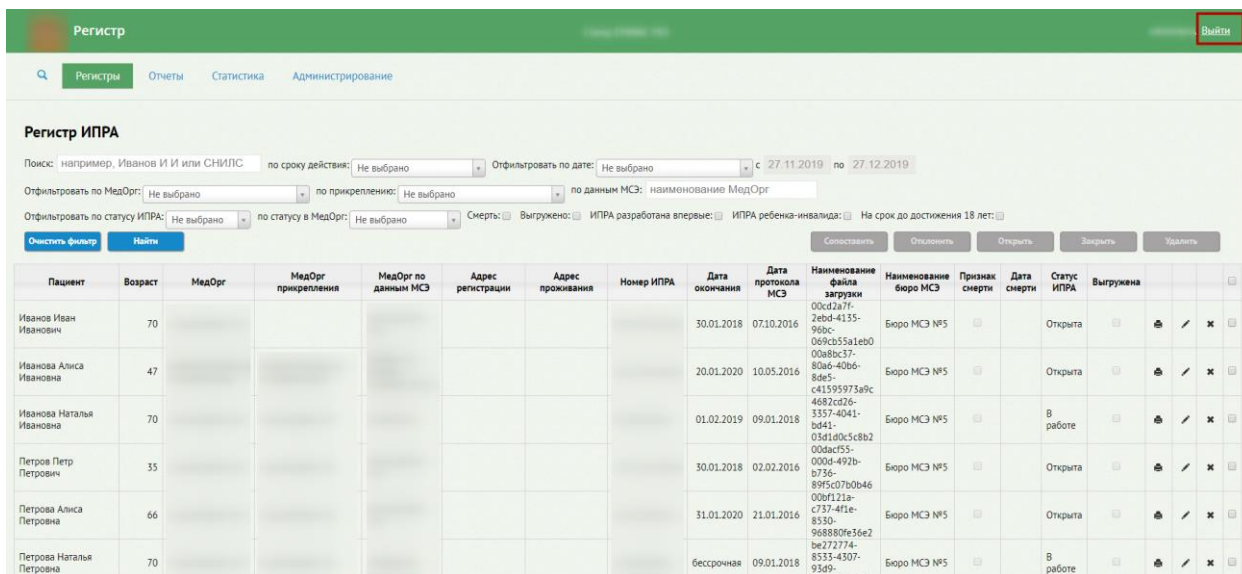 Регистр
Выйти
Регистры Отчеты Статистика Администрирование
Регистр ИПРА
Поиск: например, Иванов И И или СНИЛС по сроку действия: Не выбрано Отфильтровать по дате: Не выбрано с 27.11.2019 по 27.12.2019
Отфильтровать по МедОрг: Не выбрано по прикреплению: Не выбрано по данным МСЭ: наименование МедОрг
Отфильтровать по статусу ИПРА: Не выбрано по статусу в МедОрг: Не выбрано Смерть: Выгружено: ИПРА разработана впервые: ИПРА ребенка-инвалида: На срок до достижения 18 лет:
Очистить фильтр Найти Сопоставить Отклонить Открыть Закрыть Удалить
Пациент Возраст МедОрг МедОрг прикрепления МедОрг по данным МСЭ Адрес регистрации Адрес проживания Номер ИПРА Дата окончания Дата протокола МСЭ Наименование файла загрузки Наименование бюро МСЭ Признак смерти Дата смерти Статус ИПРА Выгружена
Иванов Иван Иванович 70 30.01.2018 07.10.2016 00cd2a7f-2ebd-4135-96bc-069cb55a1eb0 Бюро МСЭ №5 Открыта
Иванова Алиса Ивановна 47 20.01.2020 10.05.2016 00a8bc37-80a6-40b6-8de5-c41595973a9c Бюро МСЭ №5 Открыта
Иванова Наталья Ивановна 70 01.02.2019 09.01.2018 4682cd26-3357-4041-bd41-03d1d0c5c8b2 Бюро МСЭ №5 В работе
Петров Петр Петрович 35 30.01.2018 02.02.2016 00dacf55-000d-492b-b736-89f5c07b0b46 Бюро МСЭ №5 Открыта
Петрова Алиса Петровна 66 31.01.2020 21.01.2016 00bf121a-c737-4f1e-8530-968880fe36e2 Бюро МСЭ №5 Открыта
Петрова Наталья Петровна 70 бессрочная 09.01.2018 be272774-8533-4307-93d9- Бюро МСЭ №5 В работе